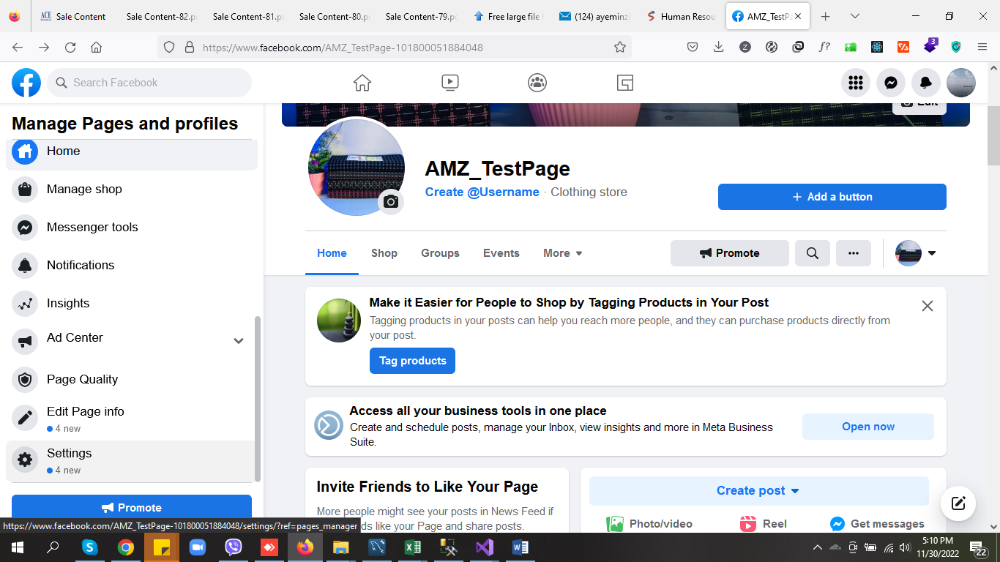 Sale Content
Sale Content-82.
Sale Content-81.
Sale Content-80.
Sale Content-79.
Free large file
(124) ayeminzi
Human Resou
AMZ_TestPa
https://www.facebook.com/AMZ_TestPage-101800051884048
3
Search Facebook
Manage Pages and profiles
Home
Manage shop
Messenger tools
Notifications
Insights
Ad Center
Page Quality
Edit Page info
4 new
Settings
4 new
Promote
https://www.facebook.com/AMZ_TestPage-101800051884048/settings/?ref=pages_manager
Edit
AMZ_TestPage
Create @Username · Clothing store
+ Add a button
Home
Shop
Groups
Events
More
Promote
Make it Easier for People to Shop by Tagging Products in Your Post
Tagging products in your posts can help you reach more people, and they can purchase products directly from
your post.
Tag products
Access all your business tools in one place
Create and schedule posts, manage your Inbox, view insights and more in Meta Business
Suite.
Open now
Invite Friends to Like Your Page
More people might see your posts in News Feed if
ds like your Page and share posts.
Create post
Photo/video
Reel
Get messages
5:10 PM
11/30/2022
22